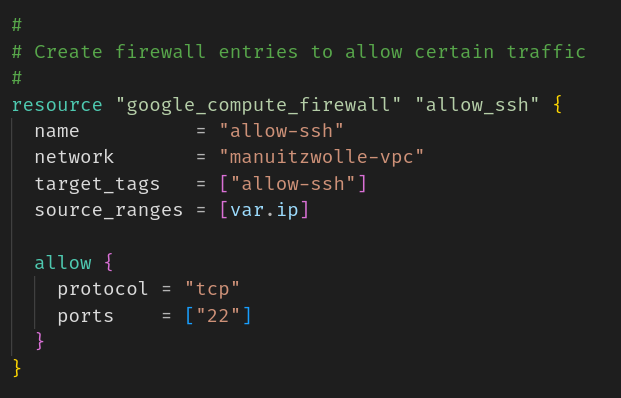 #
# Create firewall entries to allow certain traffic
#
resource "google_compute_firewall" "allow_ssh" {
  name          = "allow-ssh"
  network       = "manuitzwolle-vpc"
  target_tags   = ["allow-ssh"]
  source_ranges = [var.ip]

  allow {
    protocol = "tcp"
    ports    = ["22"]
  }
}